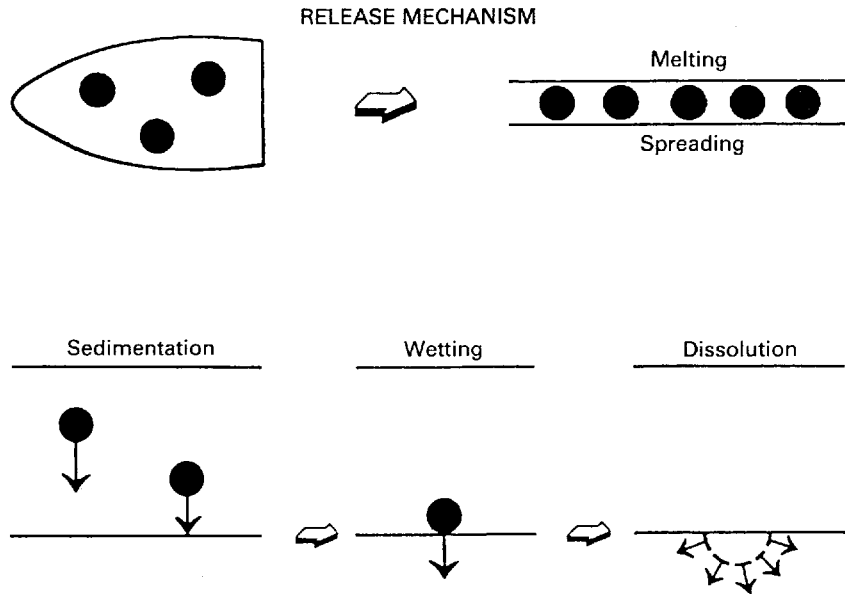 RELEASE MECHANISM
Melting
Spreading
Sedimentation
Wetting
Dissolution